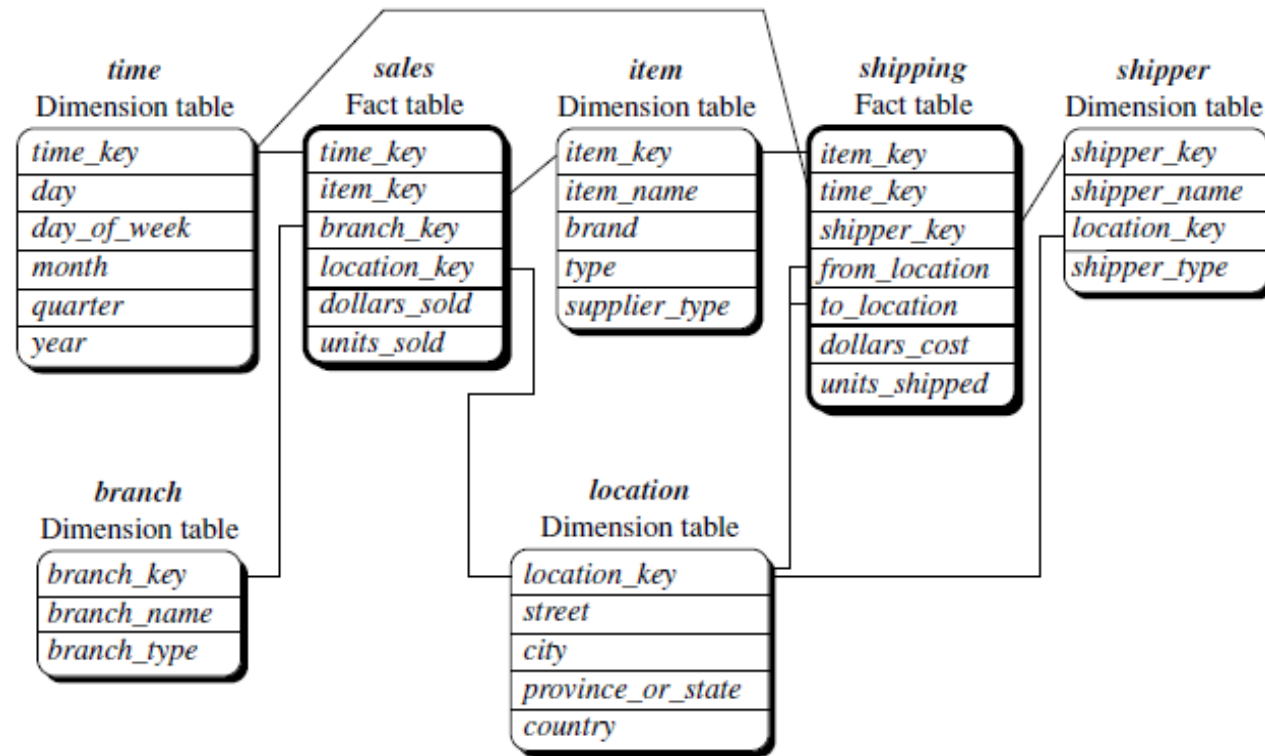 time
Dimension table
time_key
day
day_of_week
month
quarter
year
sales
Fact table
time_key
item_key
branch_key
location_key
dollars_sold
units_sold
item
Dimension table
item_key
item_name
brand
type
supplier_type
shipping
Fact table
item_key
time_key
shipper_key
from_location
to_location
dollars_cost
units_shipped
shipper
Dimension table
shipper_key
shipper_name
location_key
shipper_type
branch
Dimension table
branch_key
branch_name
branch_type
location
Dimension table
location_key
street
city
province_or_state
country